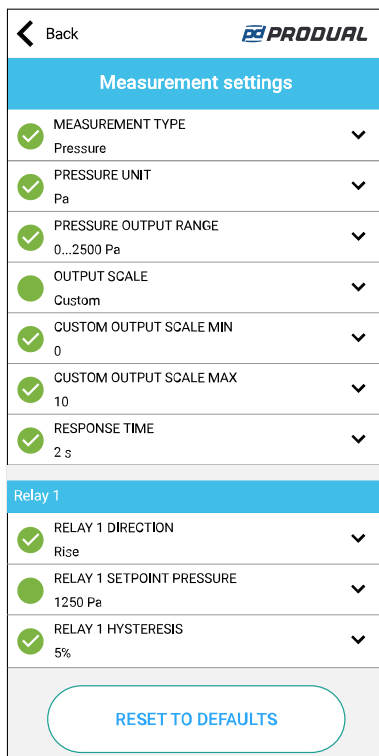 Back
pd PRODUAL
Measurement settings
MEASUREMENT TYPE
Pressure
PRESSURE UNIT
Pa
PRESSURE OUTPUT RANGE
0...2500 Pa
OUTPUT SCALE
Custom
CUSTOM OUTPUT SCALE MIN
0
CUSTOM OUTPUT SCALE MAX
10
RESPONSE TIME
2 s
Relay 1
RELAY 1 DIRECTION
Rise
RELAY 1 SETPOINT PRESSURE
1250 Pa
RELAY 1 HYSTERESIS
5%
RESET TO DEFAULTS